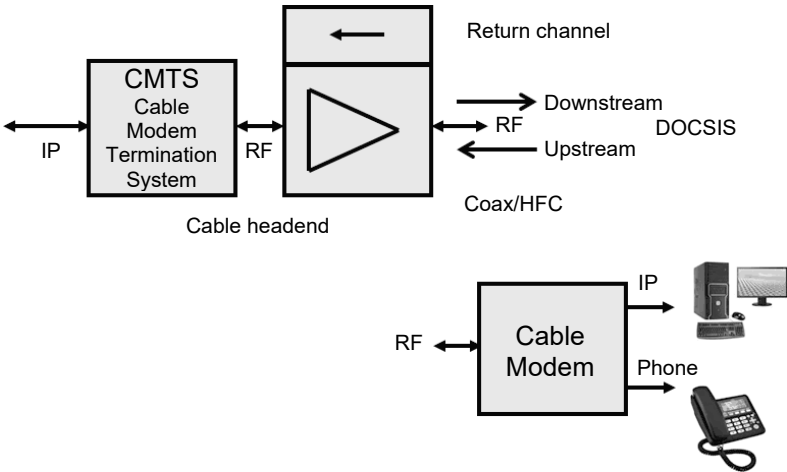 Return channel
CMTS
Cable
Modem
Termination
System
IP
RF
Downstream
RF
DOCSIS
Upstream
Coax/HFC
Cable headend
IP
RF
Cable
Modem
Phone